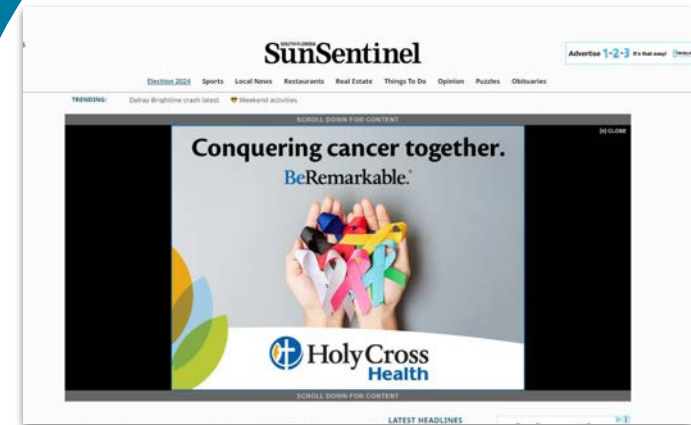 SOUTH FLORIDA
SunSentinel
Advertise 1-2-3 It's that easy!
Election 2024 Sports Local News Restaurants Real Estate Things To Do Opinion Puzzles Obituaries
TRENDING: Delray Brightline crash latest 😎 Weekend activities
SCROLL DOWN FOR CONTENT
[x] CLOSE
Conquering cancer together.
BeRemarkable.
HolyCross
Health
SCROLL DOWN FOR CONTENT
LATEST HEADLINES